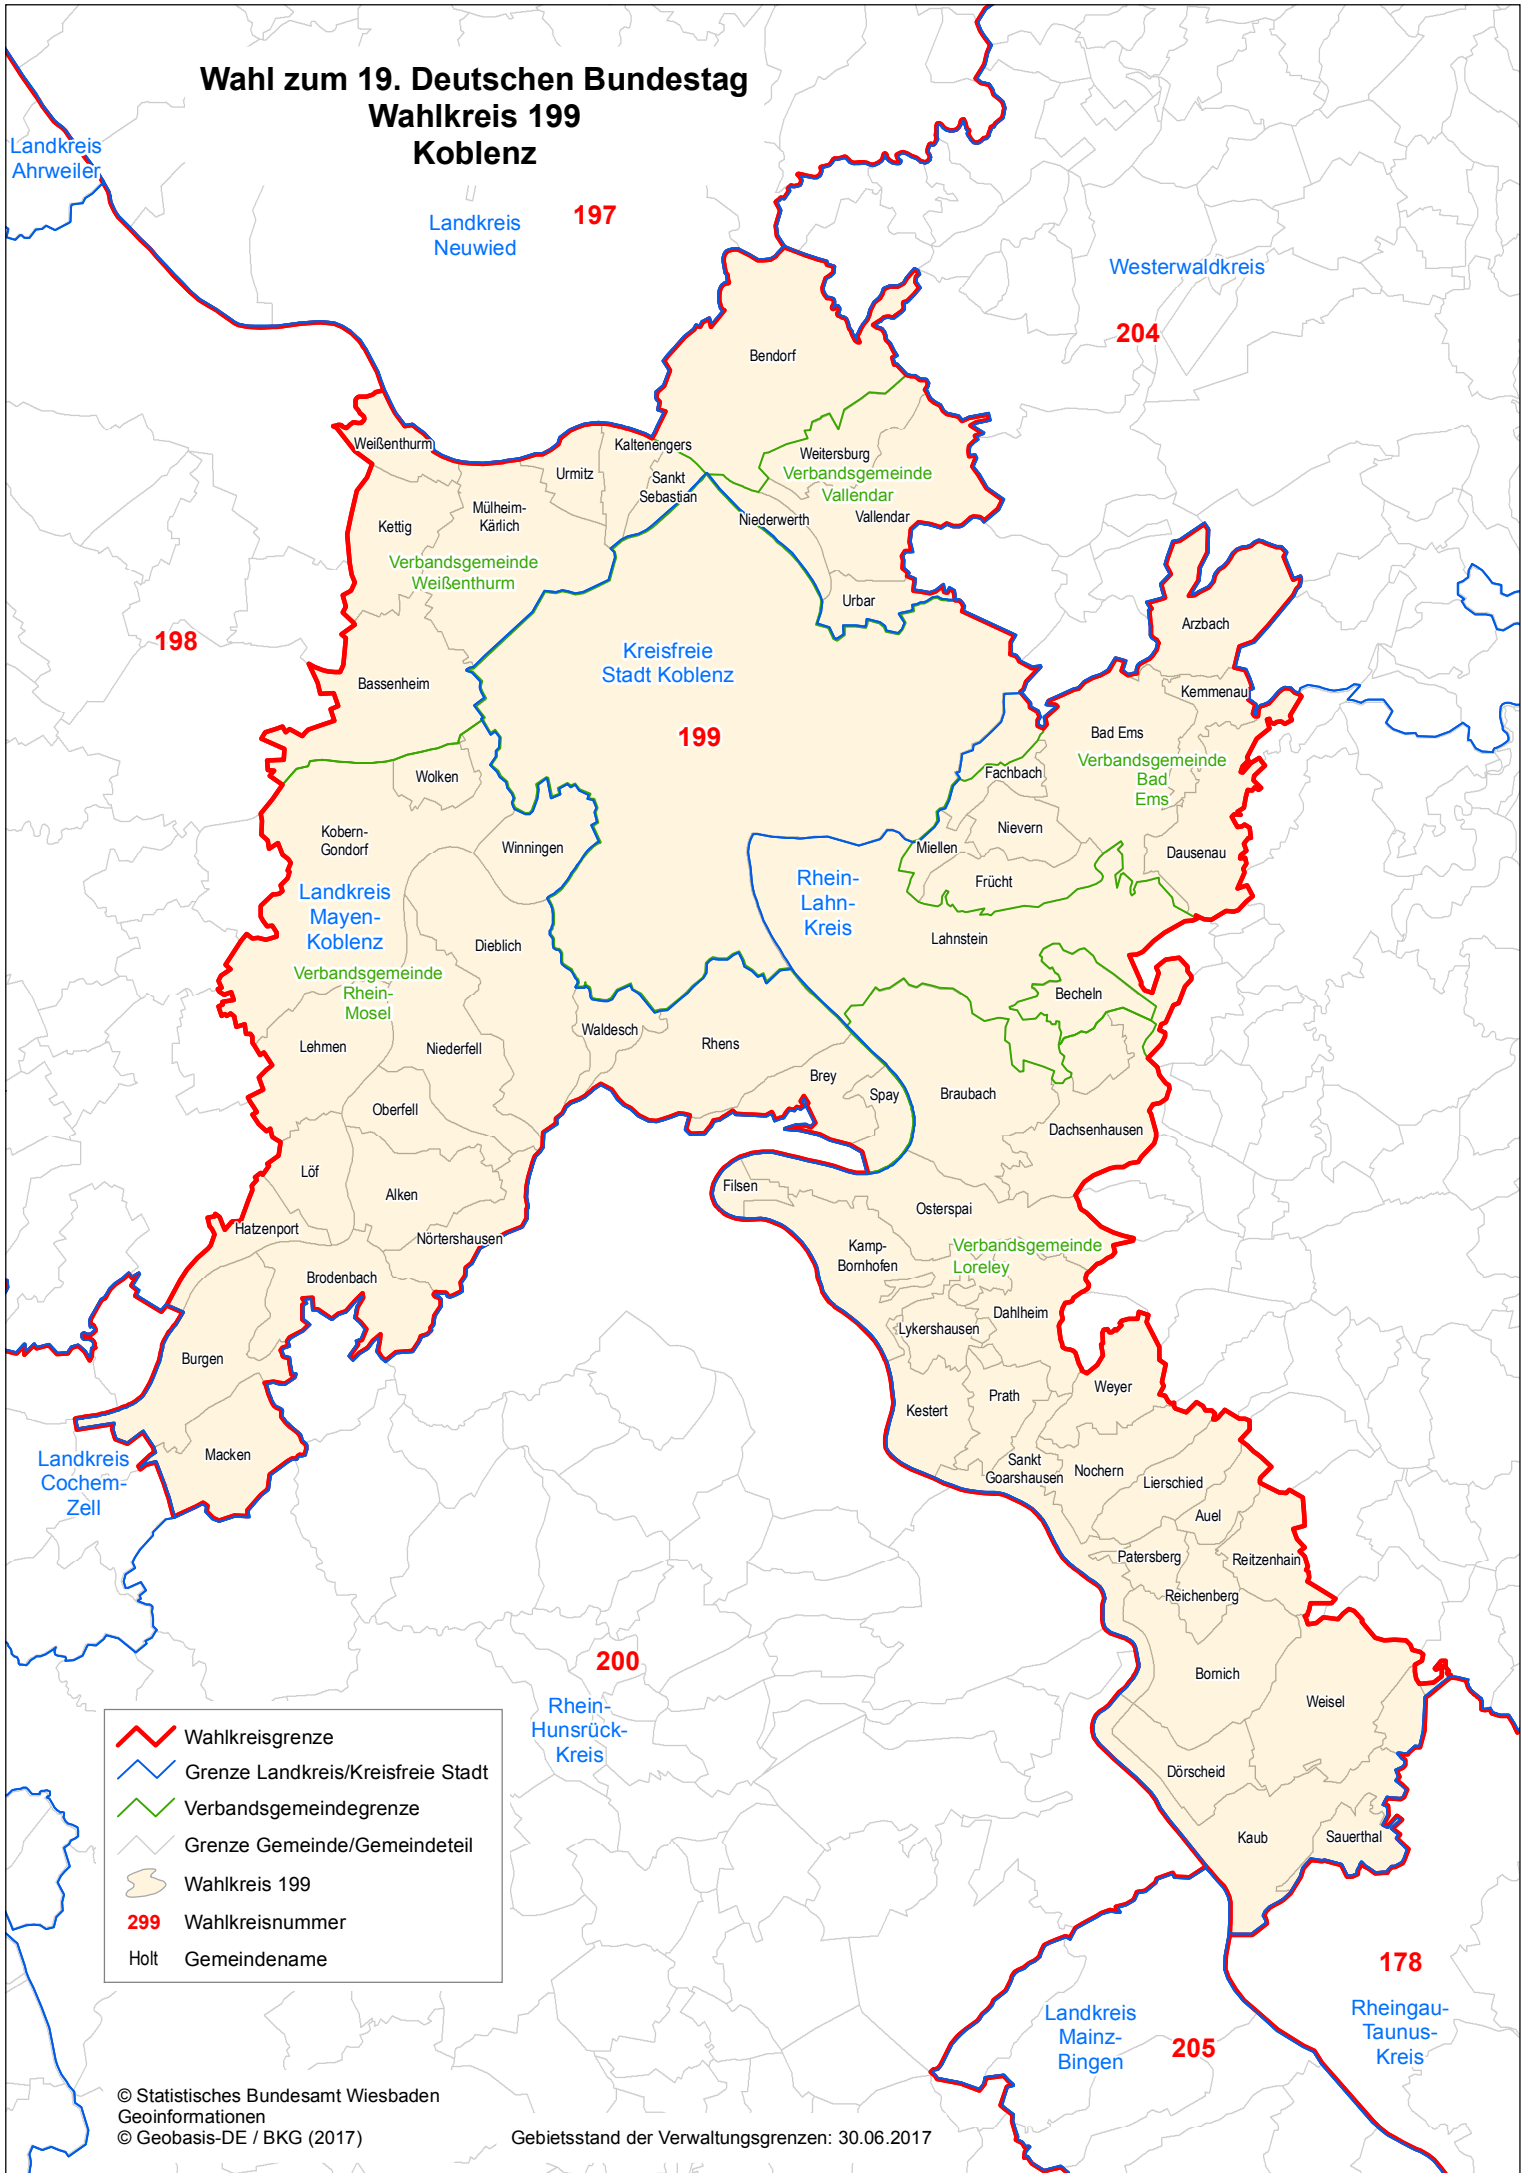 Wahl zum 19. Deutschen Bundestag
Wahlkreis 199
Koblenz
Landkreis
Ahrweiler
Landkreis
Neuwied
197
Westerwaldkreis
204
Bendorf
Weißenthurm
Kaltenengers
Urmitz
Sankt
Sebastian
Weitersburg
Verbandsgemeinde
Vallendar
Vallendar
Niederwerth
Kettig
Mülheim-
Kärlich
Verbandsgemeinde
Weißenthurm
Urbar
198
Kreisfreie
Stadt Koblenz
199
Arzbach
Kemmenau
Bassenheim
Bad Ems
Verbandsgemeinde
Bad
Ems
Fachbach
Wolken
Kobern-
Gondorf
Winningen
Nievern
Miellen
Dausenau
Frücht
Rhein-
Lahn-
Kreis
Landkreis
Mayen-
Koblenz
Lahnstein
Dieblich
Verbandsgemeinde
Rhein-
Mosel
Becheln
Waldesch
Rhens
Lehmen
Niederfell
Brey
Spay
Braubach
Oberfell
Dachsenhausen
Löf
Alken
Filsen
Osterspai
Hatzenport
Nörtershausen
Kamp-
Bornhofen
Verbandsgemeinde
Loreley
Brodenbach
Dahlheim
Lykershausen
Burgen
Weyer
Prath
Kestert
Macken
Landkreis
Cochem-
Zell
Sankt
Goarshausen
Nochern
Lierschied
Auel
Patersberg
Reitzenhain
Reichenberg
200
Rhein-
Hunsrück-
Kreis
Bornich
Weisel
Dörscheid
Kaub
Sauerthal
Wahlkreisgrenze
Grenze Landkreis/Kreisfreie Stadt
Verbandsgemeindegrenze
Grenze Gemeinde/Gemeindeteil
Wahlkreis 199
299 Wahlkreisnummer
Holt Gemeindename
178
Rheingau-
Taunus-
Kreis
Landkreis
Mainz-
Bingen
205
© Statistisches Bundesamt Wiesbaden
Geoinformationen
© Geobasis-DE / BKG (2017)
Gebietsstand der Verwaltungsgrenzen: 30.06.2017